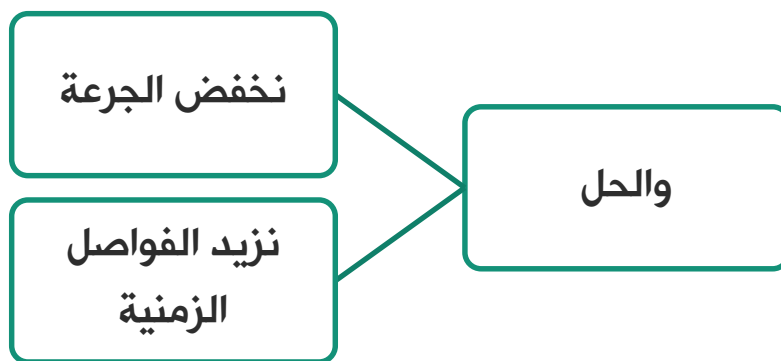 والحل
نخفض الجرعة
نزيد الفواصل
الزمنية